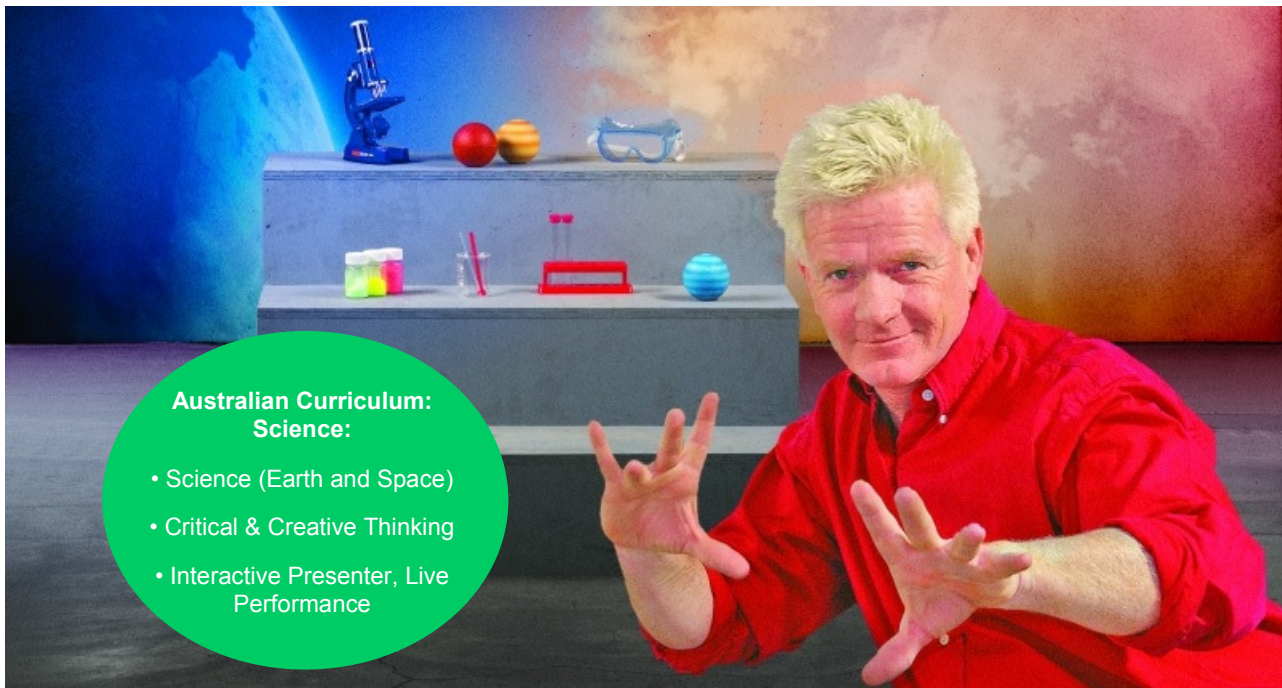 Australian Curriculum:
Science:
• Science (Earth and Space)
• Critical & Creative Thinking
• Interactive Presenter, Live
Performance